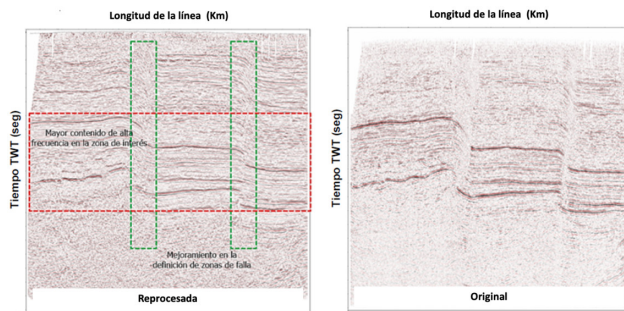 Longitud de la línea (Km)
Tiempo TWT (seg)
Mayor contenido de alta
frecuencia en la zona de interés.
Mejoramiento en la
definición de zonas de falla
Reprocesada
Longitud de la línea (Km)
Tiempo TWT (seg)
Original